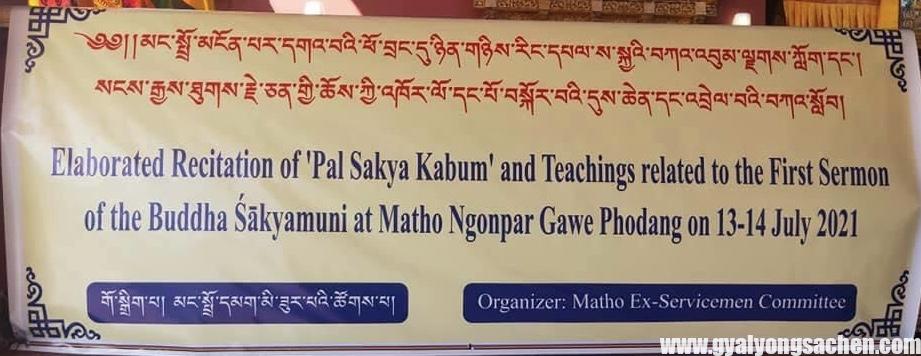 ༄༅།།མང་སྤྲོ་མངོན་པར་དགའ་བའི་ཕོ་བྲང་དུ་ཉིན་གཉིས་རིང་དཔལ་ས་སྐྱའི་བཀའ་འབུམ་ལྗགས་ཀློག་དང་།
སངས་རྒྱས་ཐུགས་རྗེ་ཅན་གྱི་ཆོས་ཀྱི་འཁོར་ལོ་དང་པོ་བསྐོར་བའི་དུས་ཆེན་དང་འབྲེལ་བའི་བཀའ་སློབ།
Elaborated Recitation of 'Pal Sakya Kabum' and Teachings related to the First Sermon
of the Buddha Śākyamuni at Matho Ngonpar Gawe Phodang on 13-14 July 2021
གོ་སྒྲིག་པ། མང་སྤྲོ་དམག་མི་ཟུར་པའི་ཚོགས་པ།
Organizer: Matho Ex-Servicemen Committee
www.gyalyongsachen.com